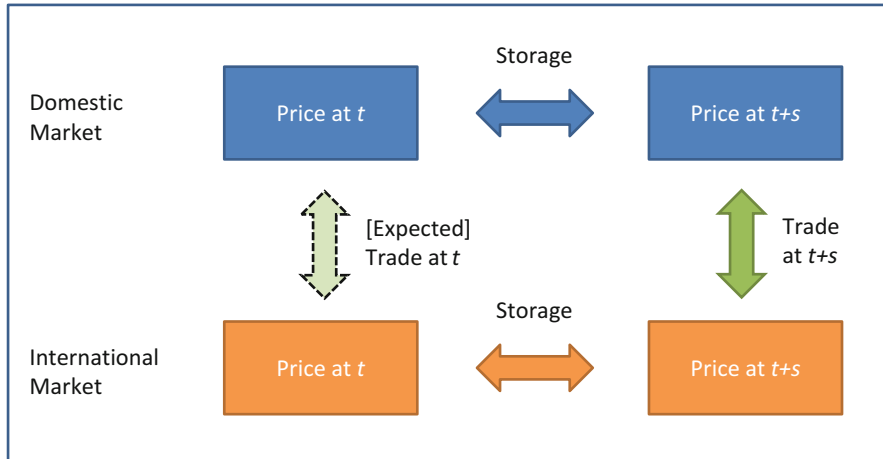 Storage
Domestic
Market
Price at t
Price at t+s
[Expected]
Trade at t
Trade
at t+s
Storage
International
Market
Price at t
Price at t+s